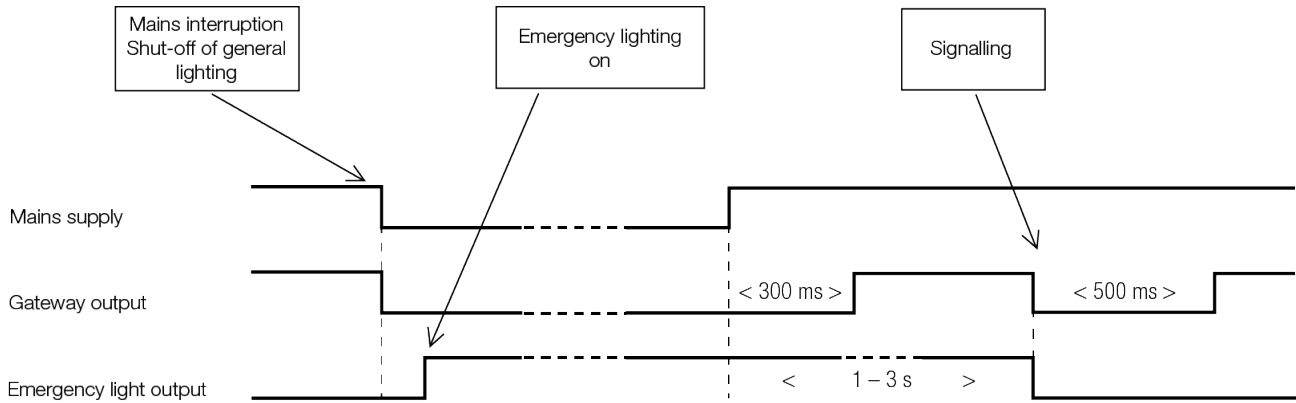 Mains interruption
Shut-off of general
lighting
Emergency lighting
on
Signalling
Mains supply
Gateway output
< 300 ms >
< 500 ms >
Emergency light output
< 1 – 3 s >